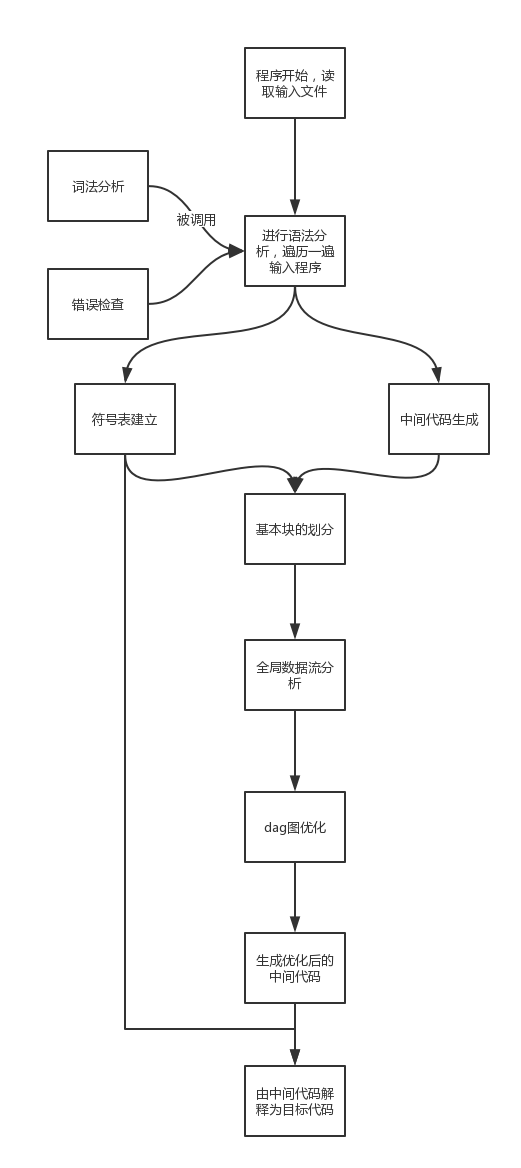 程序开始，读
取输入文件
词法分析
被调用
进行语法分
析，遍历一遍
输入程序
错误检查
符号表建立
中间代码生成
基本块的划分
全局数据流分
析
dag图优化
生成优化后的
中间代码
由中间代码解
释为目标代码